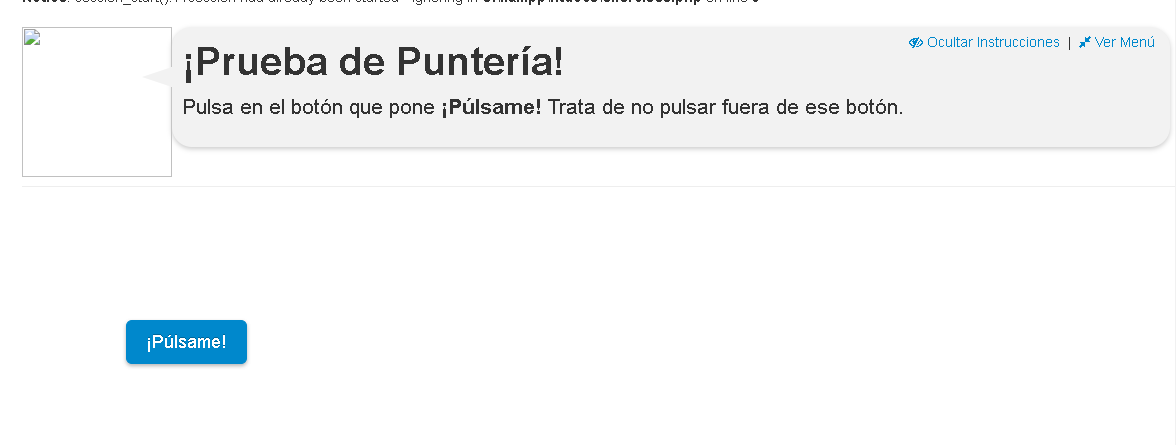 Ocultar Instrucciones | Ver Menú
¡Prueba de Puntería!
Pulsa en el botón que pone ¡Púlsame! Trata de no pulsar fuera de ese botón.
¡Púlsame!